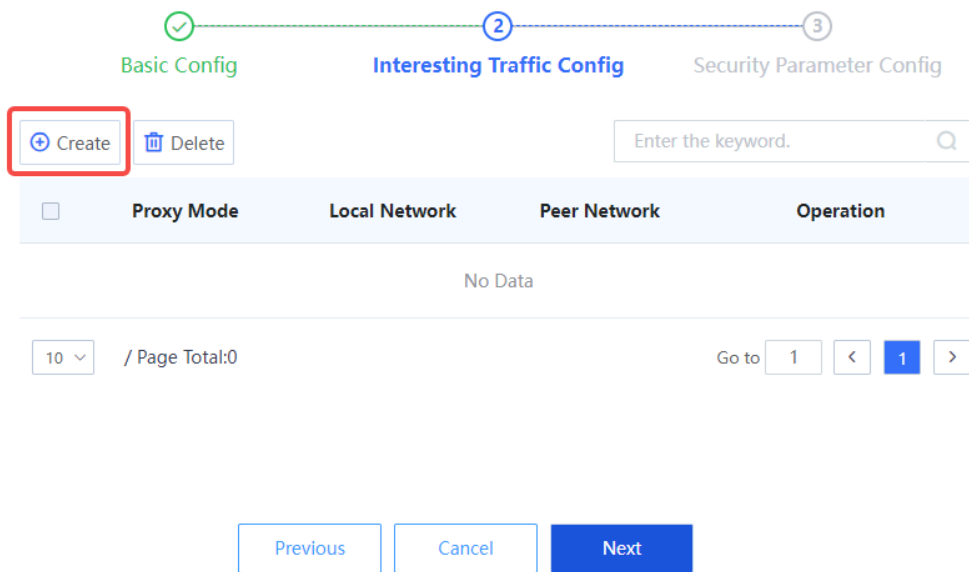 2 3
Basic Config Interesting Traffic Config Security Parameter Config
Create Delete Enter the keyword.
Proxy Mode Local Network Peer Network Operation
No Data
10 / Page Total:0 Go to 1 < 1 >
Previous Cancel Next